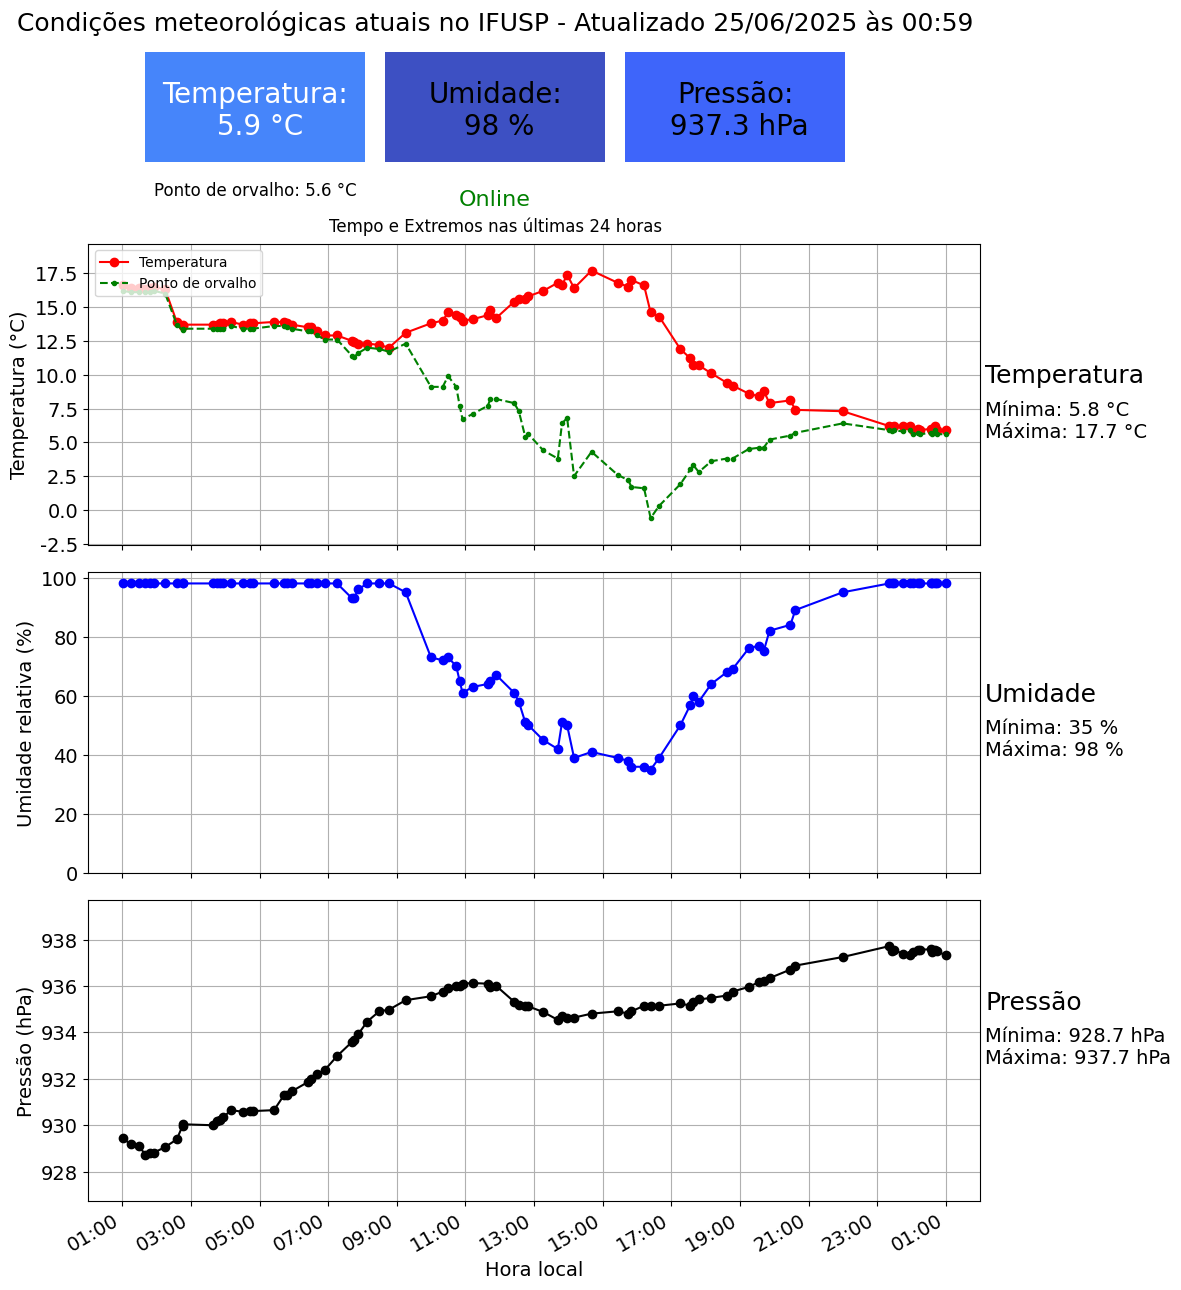 Condições meteorológicas atuais no IFUSP - Atualizado 25/06/2025 às 00:59
Temperatura:
5.9 °C
Umidade:
98 %
Pressão:
937.3 hPa
Ponto de orvalho: 5.6 °C
Online
Tempo e Extremos nas últimas 24 horas
Temperatura
Ponto de orvalho
Temperatura (°C)
17.5
15.0
12.5
10.0
7.5
5.0
2.5
0.0
-2.5
Temperatura
Mínima: 5.8 °C
Máxima: 17.7 °C
Umidade relativa (%)
100
80
60
40
20
0
Umidade
Mínima: 35 %
Máxima: 98 %
Pressão (hPa)
938
936
934
932
930
928
Pressão
Mínima: 928.7 hPa
Máxima: 937.7 hPa
01:00 03:00 05:00 07:00 09:00 11:00 13:00 15:00 17:00 19:00 21:00 23:00 01:00
Hora local